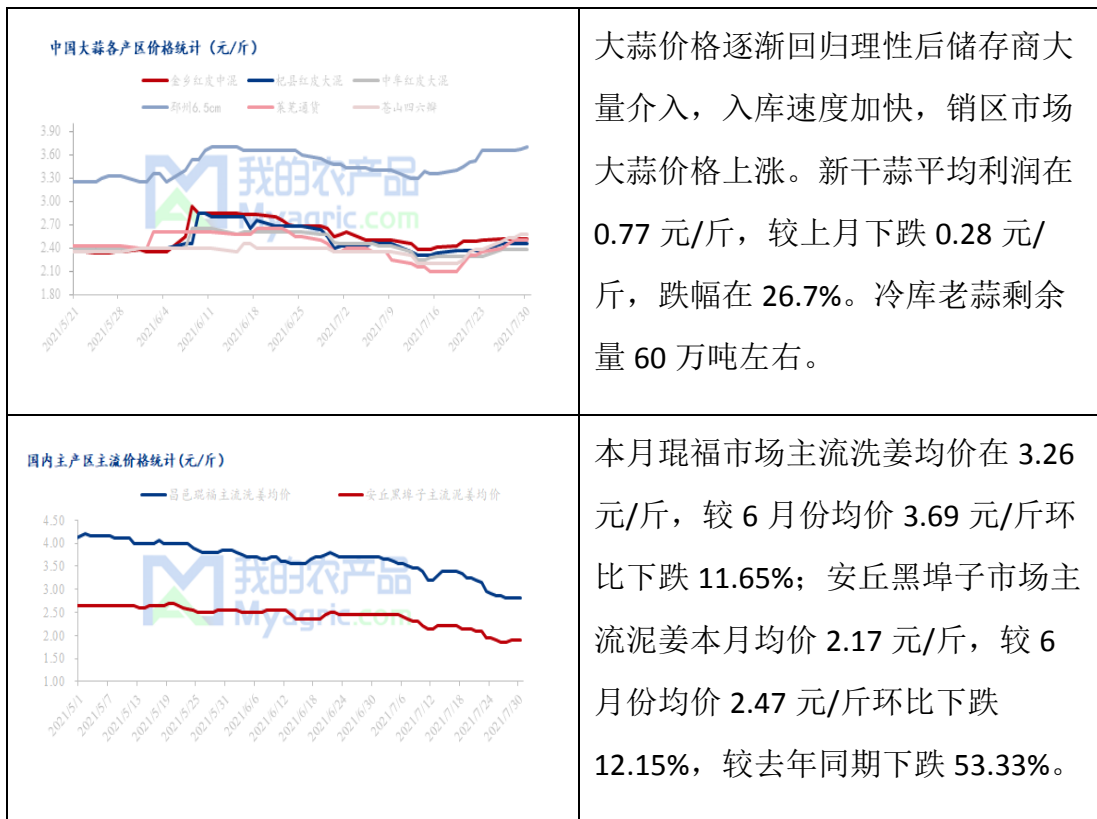 中国大蒜各产区价格统计（元/斤）
金乡红皮中混 杞县红皮大混 中牟红皮大混
邳州6.5cm 莱芜通货 苍山四六瓣
3.90
3.60
3.30
3.00
2.70
2.40
2.10
1.80
我的农产品
Myagric.com
2021/5/21 2021/5/28 2021/6/4 2021/6/11 2021/6/18 2021/6/25 2021/7/2 2021/7/9 2021/7/16 2021/7/23 2021/7/30
大蒜价格逐渐回归理性后储存商大
量介入，入库速度加快，销区市场
大蒜价格上涨。新干蒜平均利润在
0.77 元/斤，较上月下跌 0.28 元/
斤，跌幅在 26.7%。冷库老蒜剩余
量 60 万吨左右。
国内主产区主流价格统计(元/斤)
昌邑琨福主流洗姜均价 安丘黑埠子主流泥姜均价
4.50
4.00
3.50
3.00
2.50
2.00
1.50
1.00
我的农产品
Myagric.com
2021/5/1 2021/5/7 2021/5/13 2021/5/19 2021/5/25 2021/5/31 2021/6/6 2021/6/12 2021/6/18 2021/6/24 2021/6/30 2021/7/6 2021/7/12 2021/7/18 2021/7/24 2021/7/30
本月琨福市场主流洗姜均价在 3.26
元/斤，较 6 月份均价 3.69 元/斤环
比下跌 11.65%；安丘黑埠子市场主
流泥姜本月均价 2.17 元/斤，较 6
月份均价 2.47 元/斤环比下跌
12.15%，较去年同期下跌 53.33%。